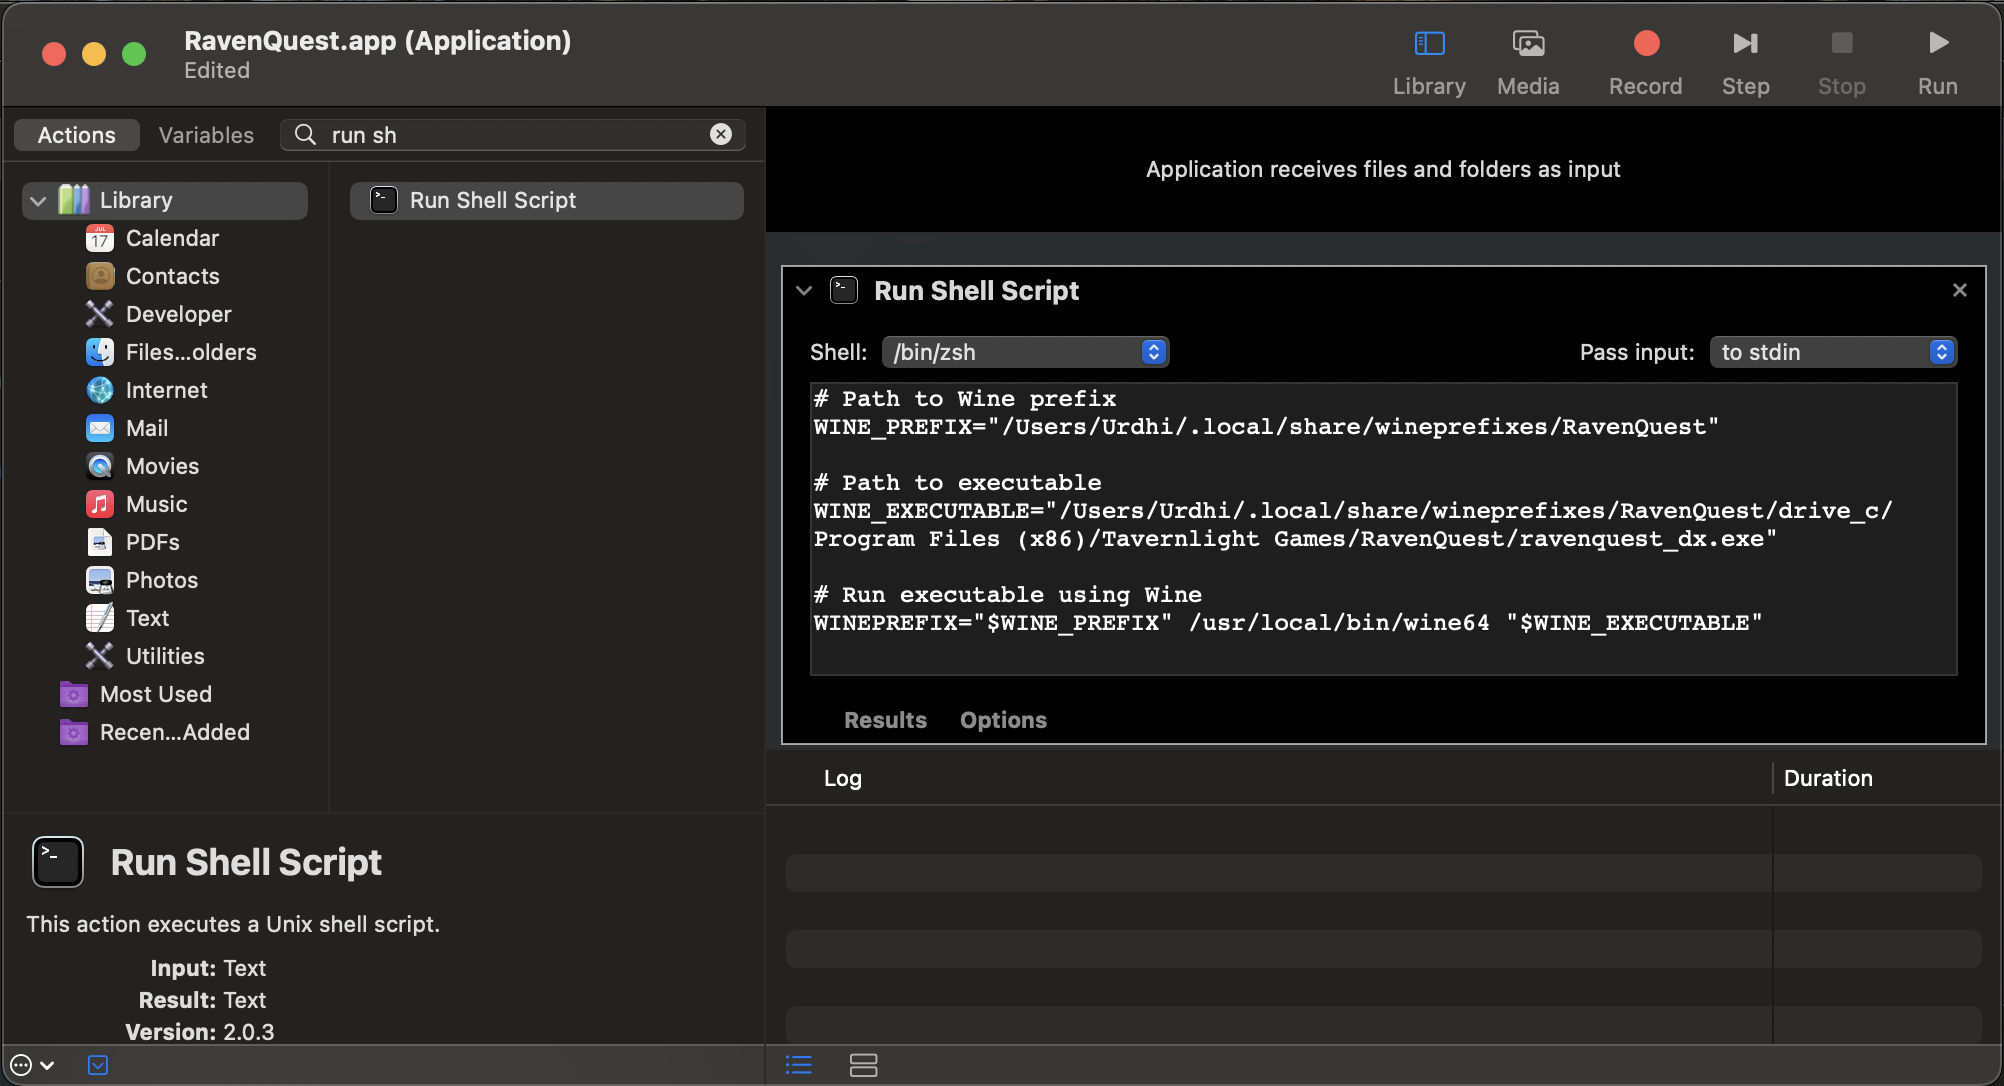 RavenQuest.app (Application)
Edited
Library
Media
Record
Step
Stop
Run
Actions
Variables
run sh
Library
Calendar
JUL
17
Contacts
Developer
Files...olders
Internet
Mail
Movies
Music
PDFs
Photos
Text
Utilities
Most Used
Recen...Added
Run Shell Script
Run Shell Script
This action executes a Unix shell script.
Input: Text
Result: Text
Version: 2.0.3
Application receives files and folders as input
Run Shell Script
Shell: /bin/zsh
Pass input: to stdin
# Path to Wine prefix
WINE_PREFIX="/Users/Urdhi/.local/share/wineprefixes/RavenQuest"
# Path to executable
WINE_EXECUTABLE="/Users/Urdhi/.local/share/wineprefixes/RavenQuest/drive_c/
Program Files (x86)/Tavernlight Games/RavenQuest/ravenquest_dx.exe"
# Run executable using Wine
WINEPREFIX="$WINE_PREFIX" /usr/local/bin/wine64 "$WINE_EXECUTABLE"
Results
Options
Log
Duration